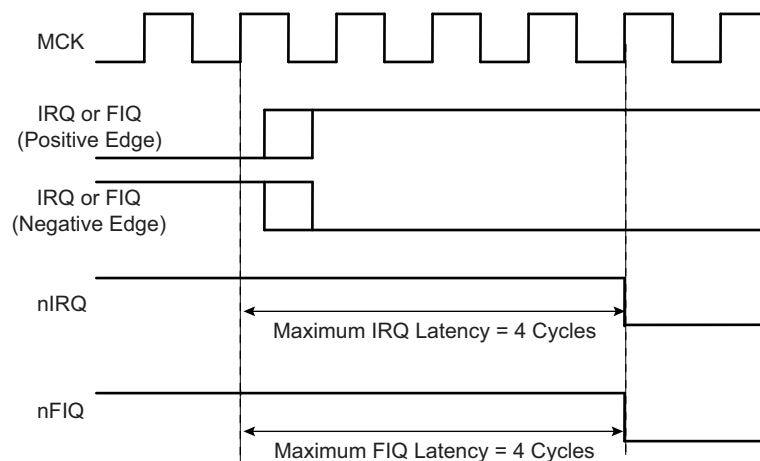 MCK
IRQ or FIQ
(Positive Edge)
IRQ or FIQ
(Negative Edge)
nIRQ
Maximum IRQ Latency = 4 Cycles
nFIQ
Maximum FIQ Latency = 4 Cycles